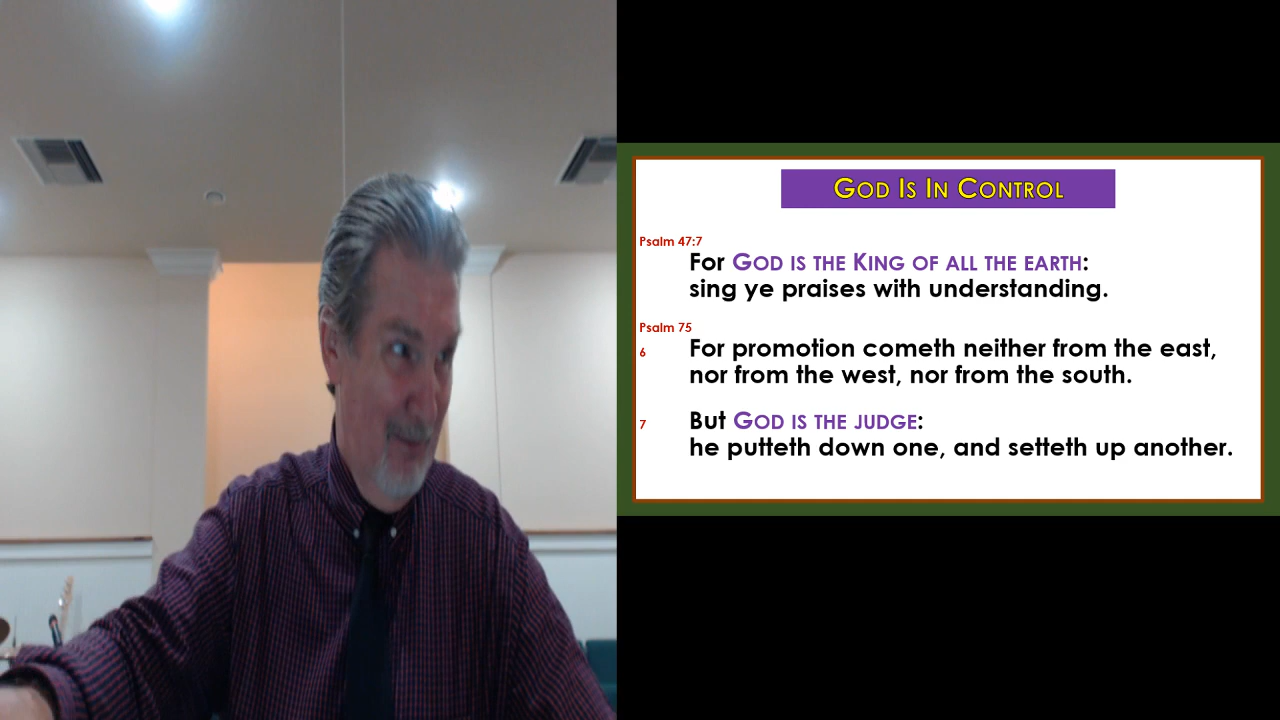 God Is In Control
Psalm 47:7
For God is the King of all the earth:
sing ye praises with understanding.
Psalm 75
6 For promotion cometh neither from the east,
nor from the west, nor from the south.
7 But God is the judge:
he putteth down one, and setteth up another.